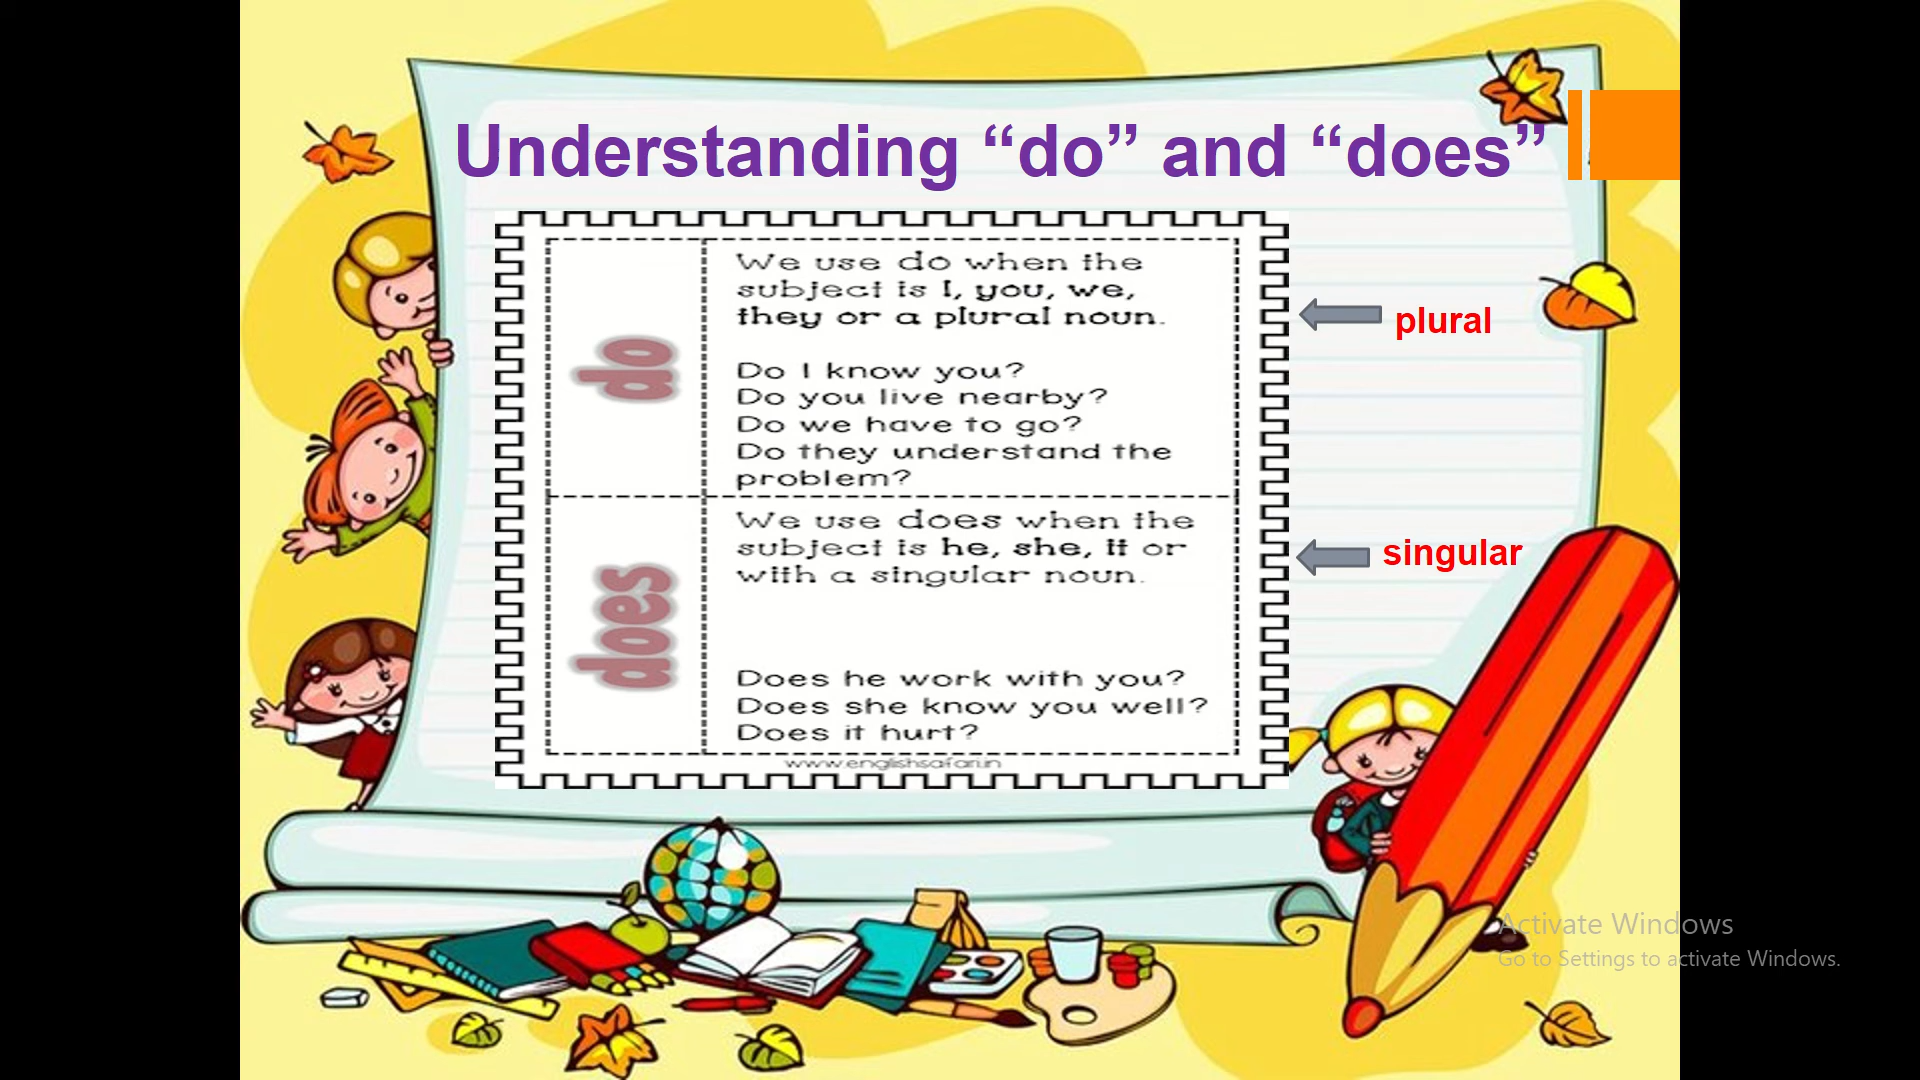 Understanding “do” and “does”
do
We use do when the
subject is I, you, we,
they or a plural noun.
Do I know you?
Do you live nearby?
Do we have to go?
Do they understand the
problem?
plural
does
We use does when the
subject is he, she, it or
with a singular noun.
Does he work with you?
Does she know you well?
Does it hurt?
singular
www.englishsafari.in
Activate Windows
Go to Settings to activate Windows.